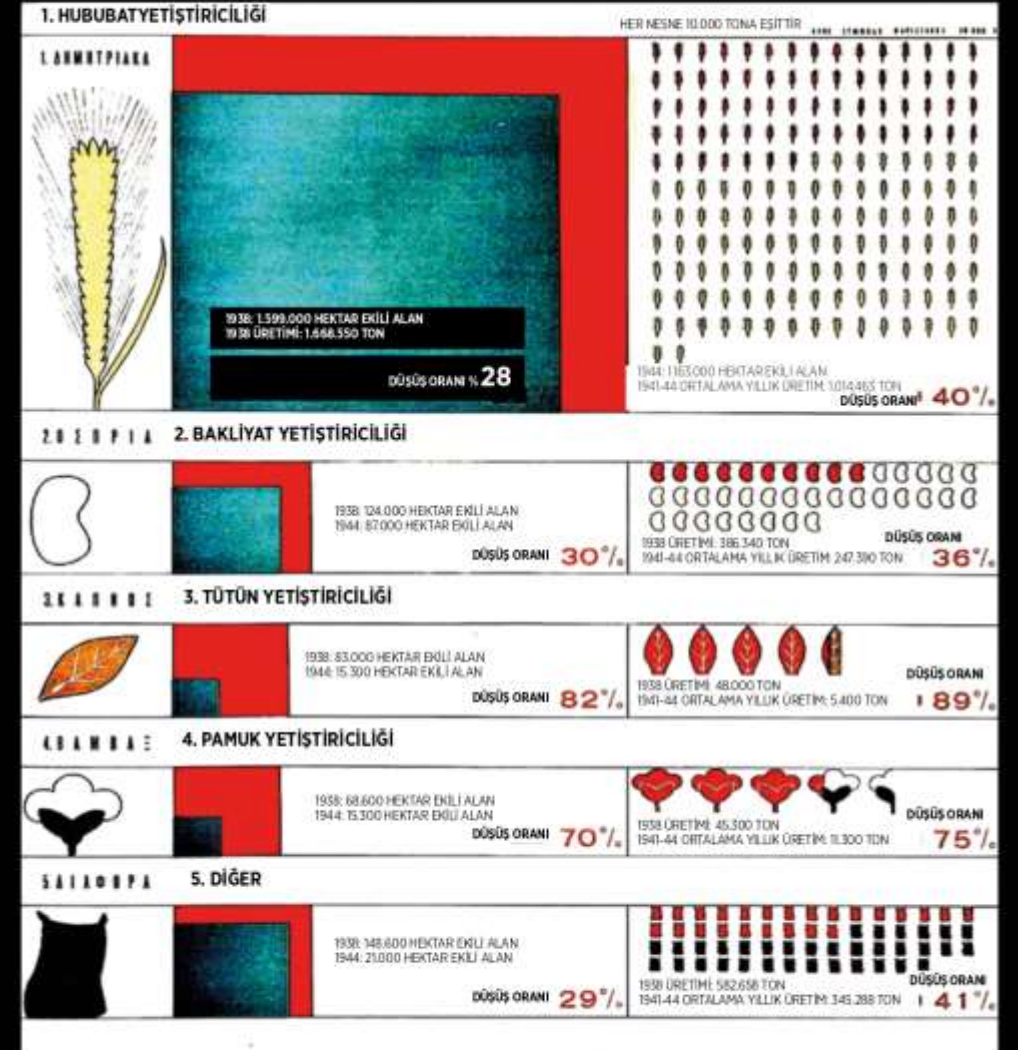 1. HUBUBATYETİŞTİRİCİLİĞİ
HER NESNE 10.000 TONA EŞİTTİR
1. ΔΗΜΗΤΡΙΑΚΑ
1938: 1.599.000 HEKTAR EKİLİ ALAN
1938 ÜRETİMİ: 1.668.550 TON
DÜŞÜŞ ORANI % 28
1944: 1.163.000 HEKTAR EKİLİ ALAN
1941-44 ORTALAMA YILLIK ÜRETİM: 1.014.463 TON
DÜŞÜŞ ORANI 40%
2.ΟΣΠΡΙΑ 2. BAKLİYAT YETİŞTİRİCİLİĞİ
1938: 124.000 HEKTAR EKİLİ ALAN
1944: 87.000 HEKTAR EKİLİ ALAN
DÜŞÜŞ ORANI 30%
1938 ÜRETİMİ: 386.340 TON
1941-44 ORTALAMA YILLIK ÜRETİM: 247.390 TON
DÜŞÜŞ ORANI
36%
3.ΚΑΠΝΟΣ 3. TÜTÜN YETİŞTİRİCİLİĞİ
1938: 83.000 HEKTAR EKİLİ ALAN
1944: 15.300 HEKTAR EKİLİ ALAN
DÜŞÜŞ ORANI 82%
1938 ÜRETİMİ: 48.000 TON
1941-44 ORTALAMA YILLIK ÜRETİM: 5.400 TON
DÜŞÜŞ ORANI
89%
4.ΒΑΜΒΑΞ 4. PAMUK YETİŞTİRİCİLİĞİ
1938: 68.600 HEKTAR EKİLİ ALAN
1944: 15.300 HEKTAR EKİLİ ALAN
DÜŞÜŞ ORANI 70%
1938 ÜRETİMİ: 45.300 TON
1941-44 ORTALAMA YILLIK ÜRETİM: 11.300 TON
DÜŞÜŞ ORANI
75%
5.ΔΙΑΦΟΡΑ 5. DİĞER
1938: 148.600 HEKTAR EKİLİ ALAN
1944: 21.000 HEKTAR EKİLİ ALAN
DÜŞÜŞ ORANI 29%
1938 ÜRETİMİ: 582.658 TON
1941-44 ORTALAMA YILLIK ÜRETİM: 345.288 TON
DÜŞÜŞ ORANI
41%